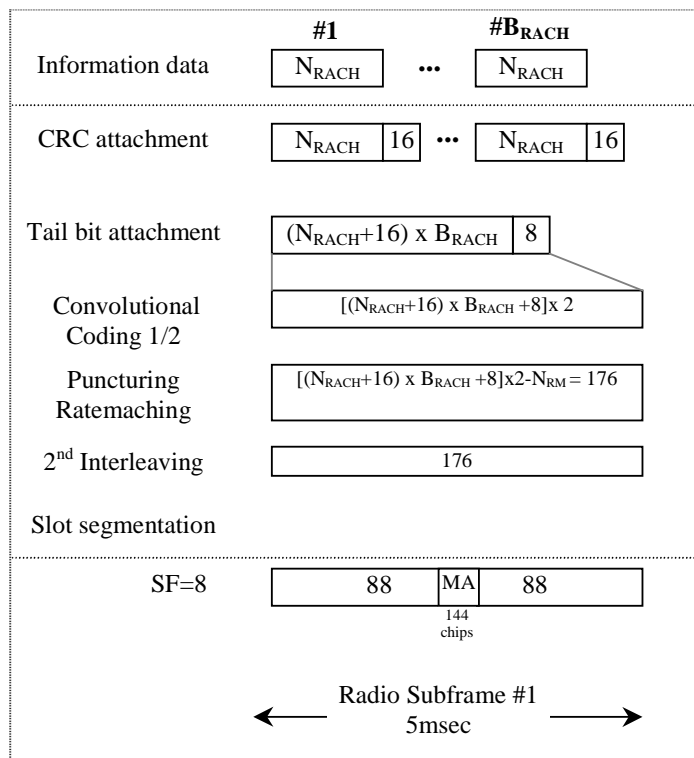 #1 #B_RACH
Information data N_RACH ••• N_RACH
CRC attachment N_RACH 16 ••• N_RACH 16
Tail bit attachment (N_RACH+16) x B_RACH 8
Convolutional
Coding 1/2
[(N_RACH+16) x B_RACH +8]x 2
Puncturing
Ratemaching
[(N_RACH+16) x B_RACH +8]x2-N_RM = 176
2nd Interleaving 176
Slot segmentation
SF=8 88 MA 88
144
chips
Radio Subframe #1
5msec